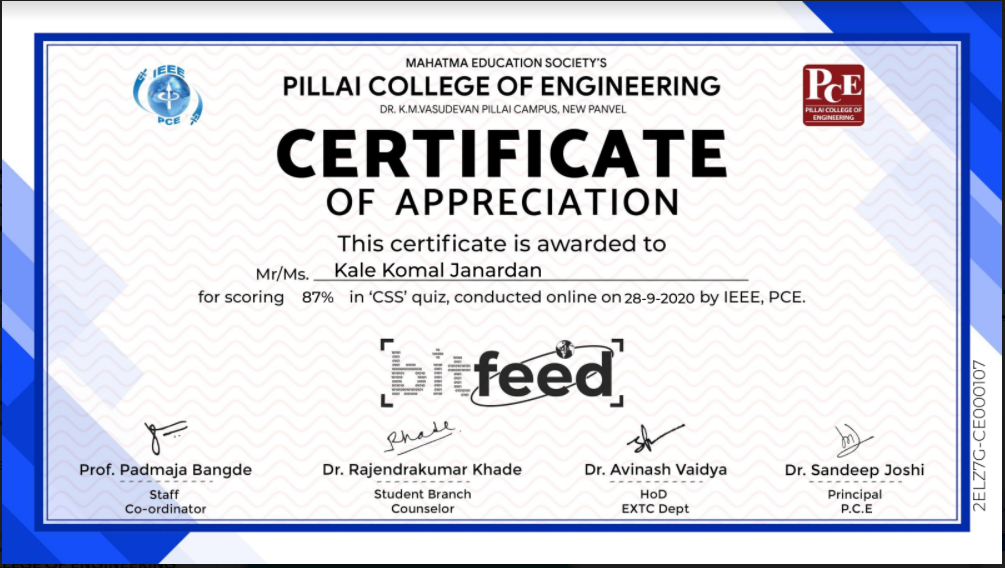 MAHATMA EDUCATION SOCIETY'S
PILLAI COLLEGE OF ENGINEERING
DR. K.M.VASUDEVAN PILLAI CAMPUS, NEW PANVEL
IEEE
PCE
PCE
PILLAI COLLEGE OF
ENGINEERING
CERTIFICATE
OF APPRECIATION
This certificate is awarded to
Mr/Ms. Kale Komal Janardan
for scoring 87% in ‘CSS’ quiz, conducted online on 28-9-2020 by IEEE, PCE.
[bitfeed]
Khade
Prof. Padmaja Bangde
Staff
Co-ordinator
Dr. Rajendrakumar Khade
Student Branch
Counselor
Dr. Avinash Vaidya
HoD
EXTC Dept
Dr. Sandeep Joshi
Principal
P.C.E
2ELZ7G-CE000107